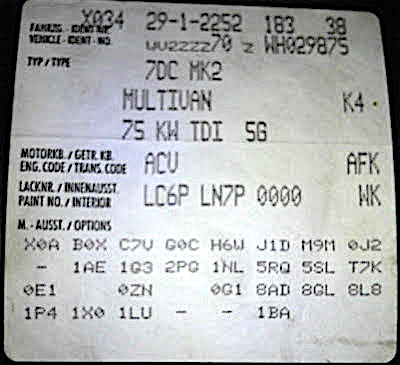 X034 29-1-2252 183 38
FAHRZG.-IDENT-NR.
VEHICLE-IDENT-NO. WV2ZZZ70 Z WH029875
TYP / TYPE 7DC MK2
MULTIVAN K4
75 KW TDI 5G
MOTORKB. / GETR. KB.
ENG. CODE / TRANS. CODE ACV AFK
LACKNR. / INNENAUSST.
PAINT NO. / INTERIOR LC6P LN7P 0000 WK
M. - AUSST. / OPTIONS
X0A B0X C7V G0C H6W J1D M9M 0J2
- 1AE 1G3 2PG 1NL 5RQ 5SL T7K
0E1 0ZN 0G1 8AD 8GL 8L8
1P4 1X0 1LU - - 1BA